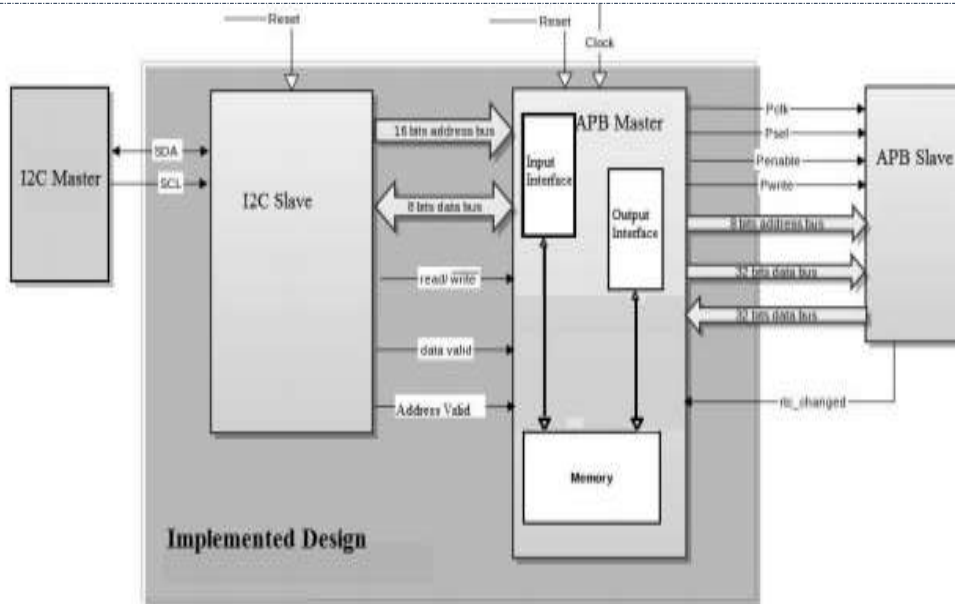 Reset
Reset
Clock
I2C Master
SDA
SCL
I2C Slave
16 bits address bus
8 bits data bus
read/ write
data valid
Address Valid
APB Master
Input
Interface
Output
Interface
Memory
Pclk
Psel
Penable
Pwrite
8 bits address bus
32 bits data bus
32 bits data bus
APB Slave
Implemented Design